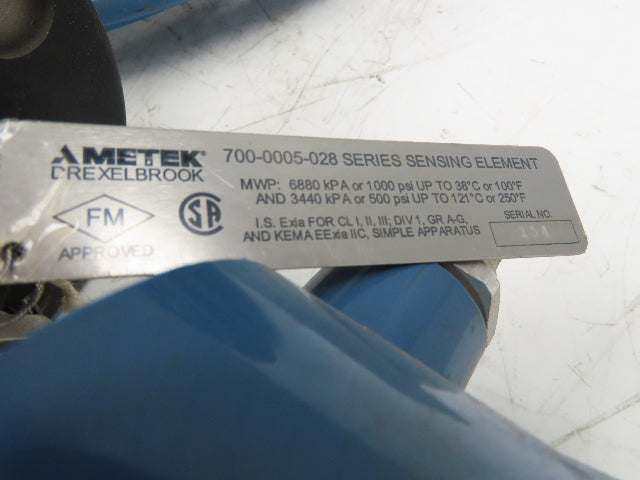 AMETEK
DREXELBROOK
700-0005-028 SERIES SENSING ELEMENT
MWP: 6880 kPA or 1000 psi UP TO 38°C or 100°F
AND 3440 kPA or 500 psi UP TO 121°C or 250°F
FM
APPROVED
SA
I.S. Exia FOR CL I, II, III; DIV 1, GR A-G,
AND KEMA EExia IIC, SIMPLE APPARATUS
SERIAL NO.